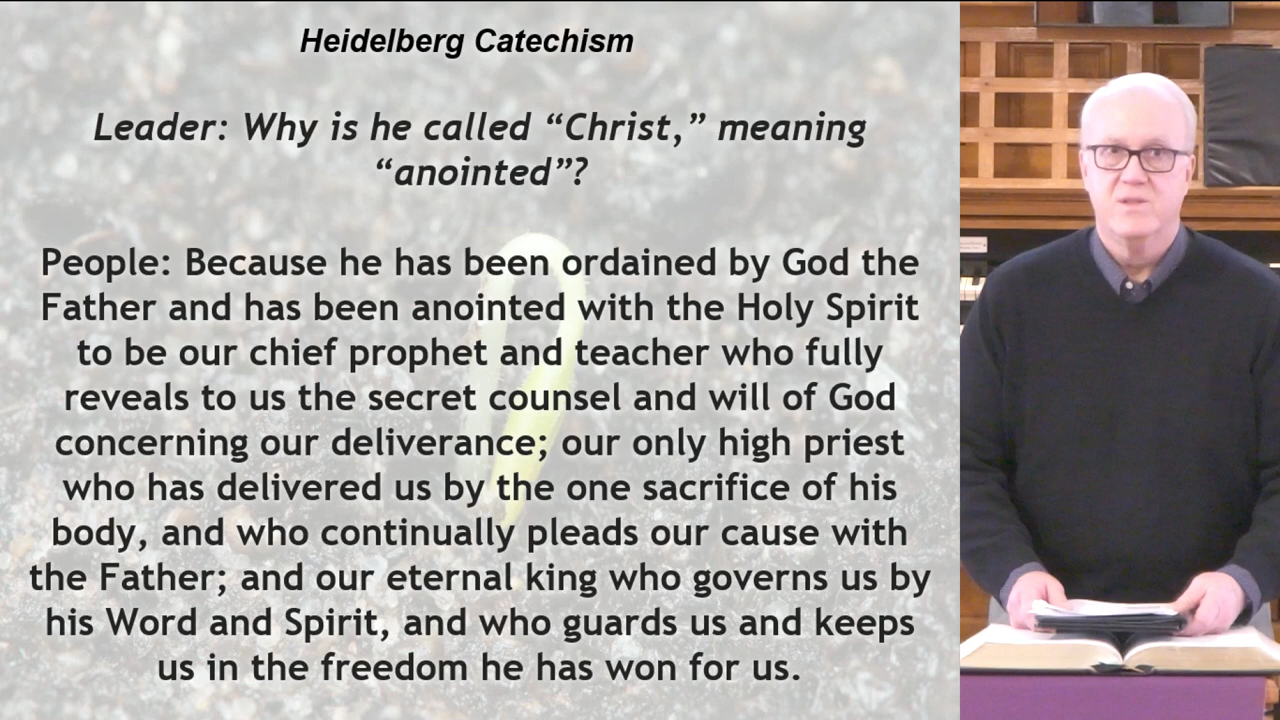 Heidelberg Catechism
Leader: Why is he called “Christ,” meaning
“anointed”?
People: Because he has been ordained by God the
Father and has been anointed with the Holy Spirit
to be our chief prophet and teacher who fully
reveals to us the secret counsel and will of God
concerning our deliverance; our only high priest
who has delivered us by the one sacrifice of his
body, and who continually pleads our cause with
the Father; and our eternal king who governs us by
his Word and Spirit, and who guards us and keeps
us in the freedom he has won for us.